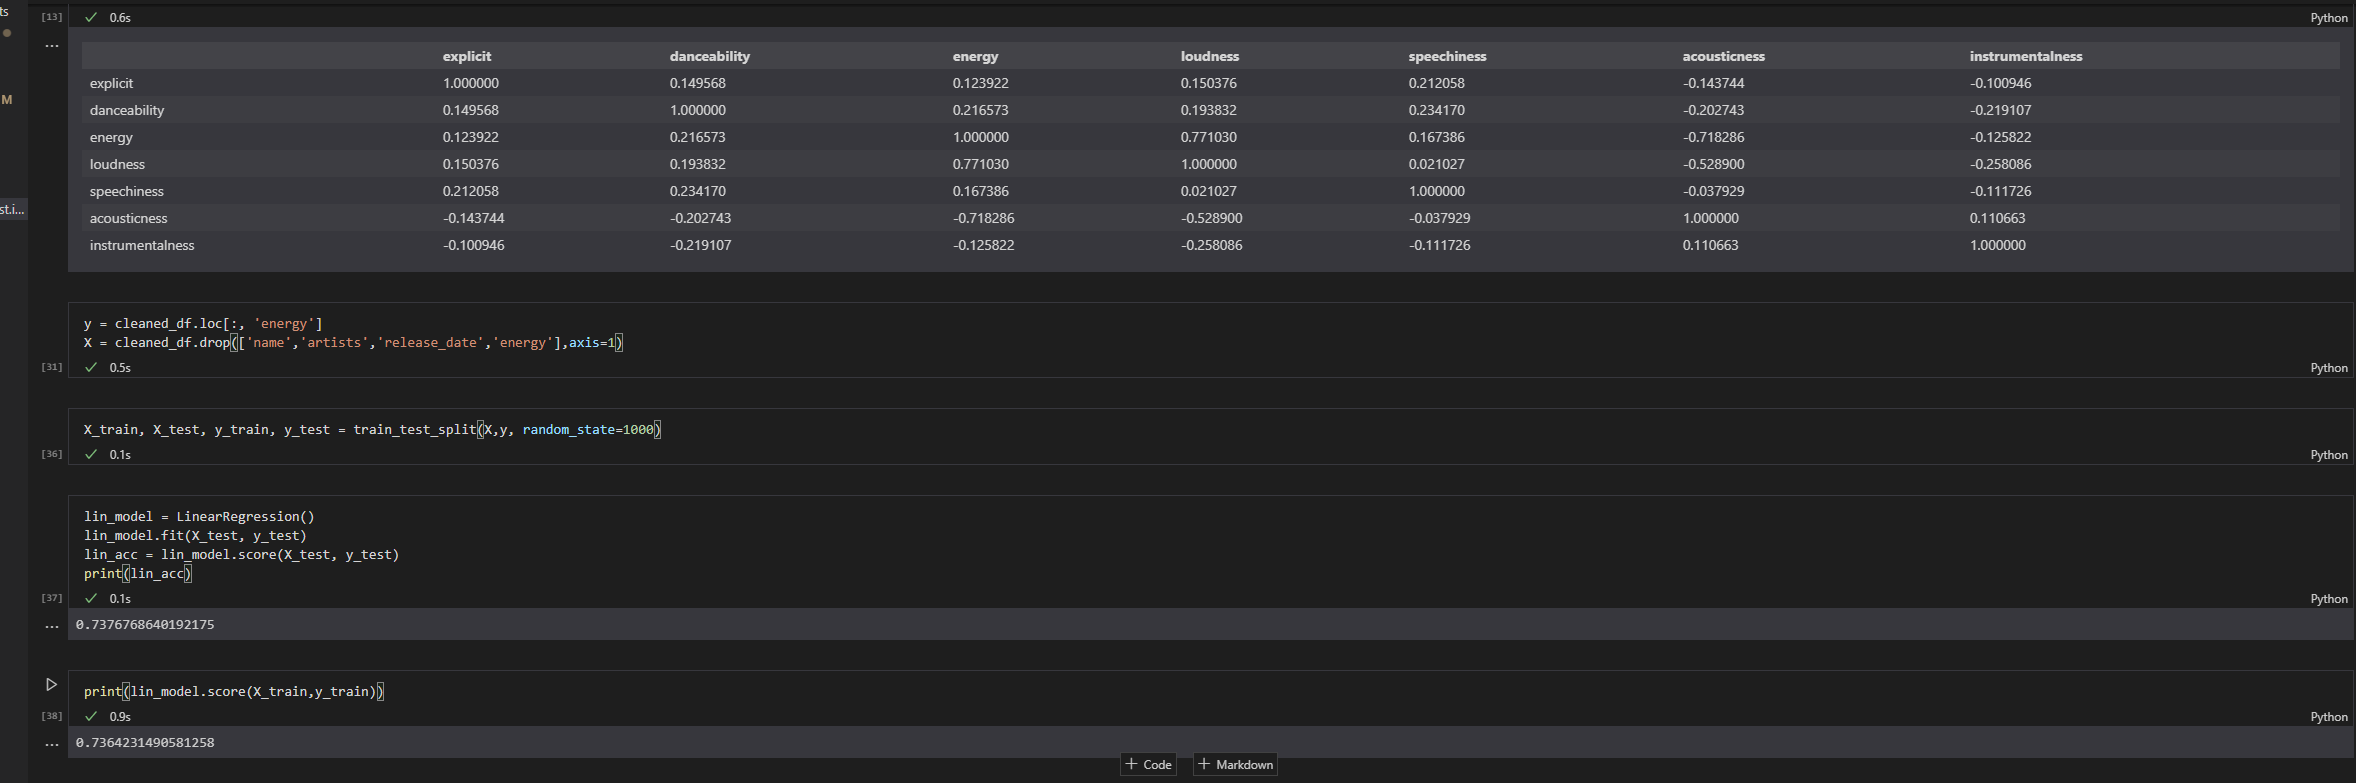 ts
[13] ✓ 0.6s Python
...
explicit danceability energy loudness speechiness acousticness instrumentalness
explicit 1.000000 0.149568 0.123922 0.150376 0.212058 -0.143744 -0.100946
M
danceability 0.149568 1.000000 0.216573 0.193832 0.234170 -0.202743 -0.219107
energy 0.123922 0.216573 1.000000 0.771030 0.167386 -0.718286 -0.125822
loudness 0.150376 0.193832 0.771030 1.000000 0.021027 -0.528900 -0.258086
speechiness 0.212058 0.234170 0.167386 0.021027 1.000000 -0.037929 -0.111726
st.i...
acousticness -0.143744 -0.202743 -0.718286 -0.528900 -0.037929 1.000000 0.110663
instrumentalness -0.100946 -0.219107 -0.125822 -0.258086 -0.111726 0.110663 1.000000
y = cleaned_df.loc[:, 'energy']
X = cleaned_df.drop(['name','artists','release_date','energy'],axis=1)
[31] ✓ 0.5s Python
X_train, X_test, y_train, y_test = train_test_split(X,y, random_state=1000)
[36] ✓ 0.1s Python
lin_model = LinearRegression()
lin_model.fit(X_test, y_test)
lin_acc = lin_model.score(X_test, y_test)
print(lin_acc)
[37] ✓ 0.1s Python
... 0.7376768640192175
print(lin_model.score(X_train,y_train))
[38] ✓ 0.9s Python
... 0.7364231490581258
+ Code + Markdown